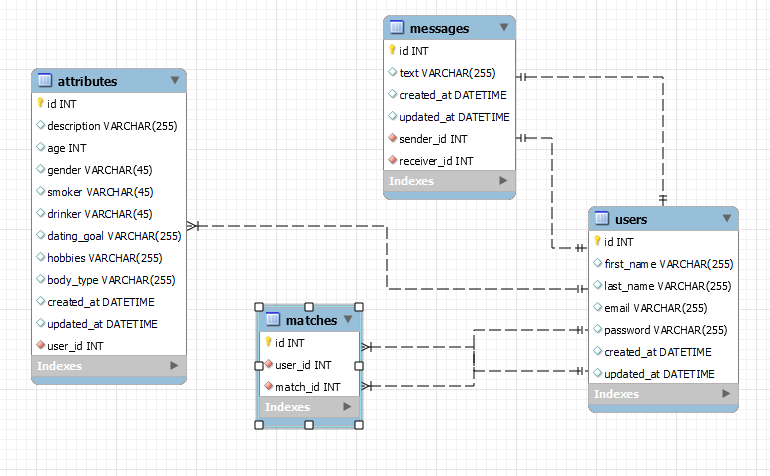 messages
id INT
text VARCHAR(255)
created_at DATETIME
updated_at DATETIME
sender_id INT
receiver_id INT
Indexes
attributes
id INT
description VARCHAR(255)
age INT
gender VARCHAR(45)
smoker VARCHAR(45)
drinker VARCHAR(45)
dating_goal VARCHAR(255)
hobbies VARCHAR(255)
body_type VARCHAR(255)
created_at DATETIME
updated_at DATETIME
user_id INT
Indexes
users
id INT
first_name VARCHAR(255)
last_name VARCHAR(255)
email VARCHAR(255)
password VARCHAR(255)
created_at DATETIME
updated_at DATETIME
Indexes
matches
id INT
user_id INT
match_id INT
Indexes